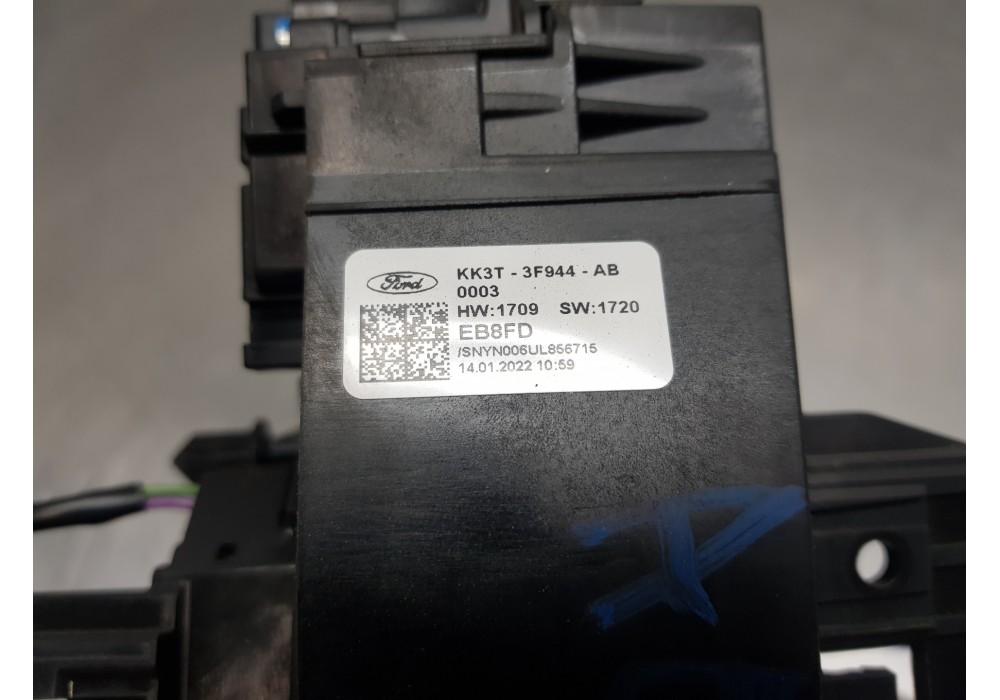 Ford
KK3T - 3F944 - AB
0003
HW:1709 SW:1720
EB8FD
/SNYN006UL856715
14.01.2022 10:59